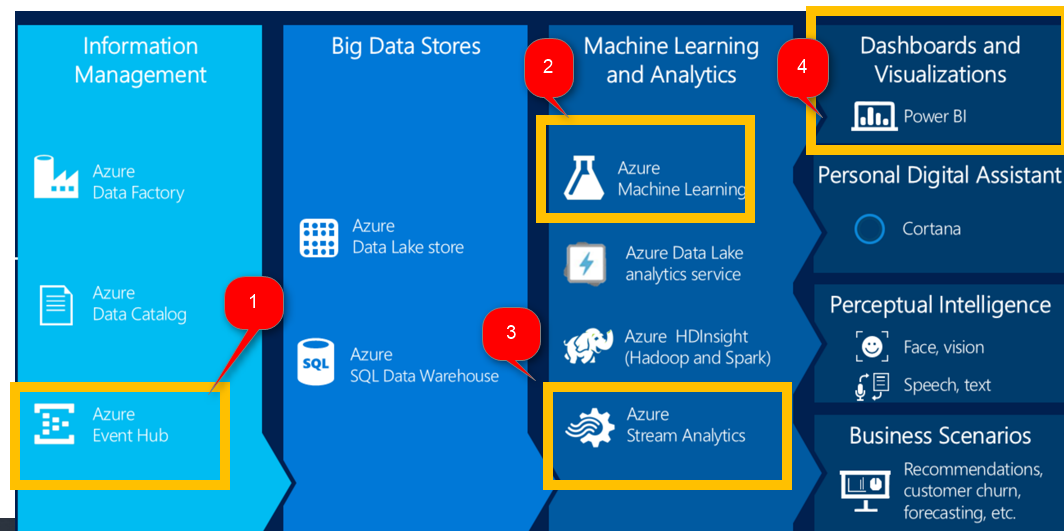 Information
Management
Azure
Data Factory
Azure
Data Catalog
1
Azure
Event Hub
Big Data Stores
Azure
Data Lake store
SQL
Azure
SQL Data Warehouse
Machine Learning
and Analytics
2
Azure
Machine Learning
Azure Data Lake
analytics service
3
Azure HDInsight
(Hadoop and Spark)
Azure
Stream Analytics
4
Dashboards and
Visualizations
Power BI
Personal Digital Assistant
Cortana
Perceptual Intelligence
Face, vision
Speech, text
Business Scenarios
Recommendations,
customer churn,
forecasting, etc.